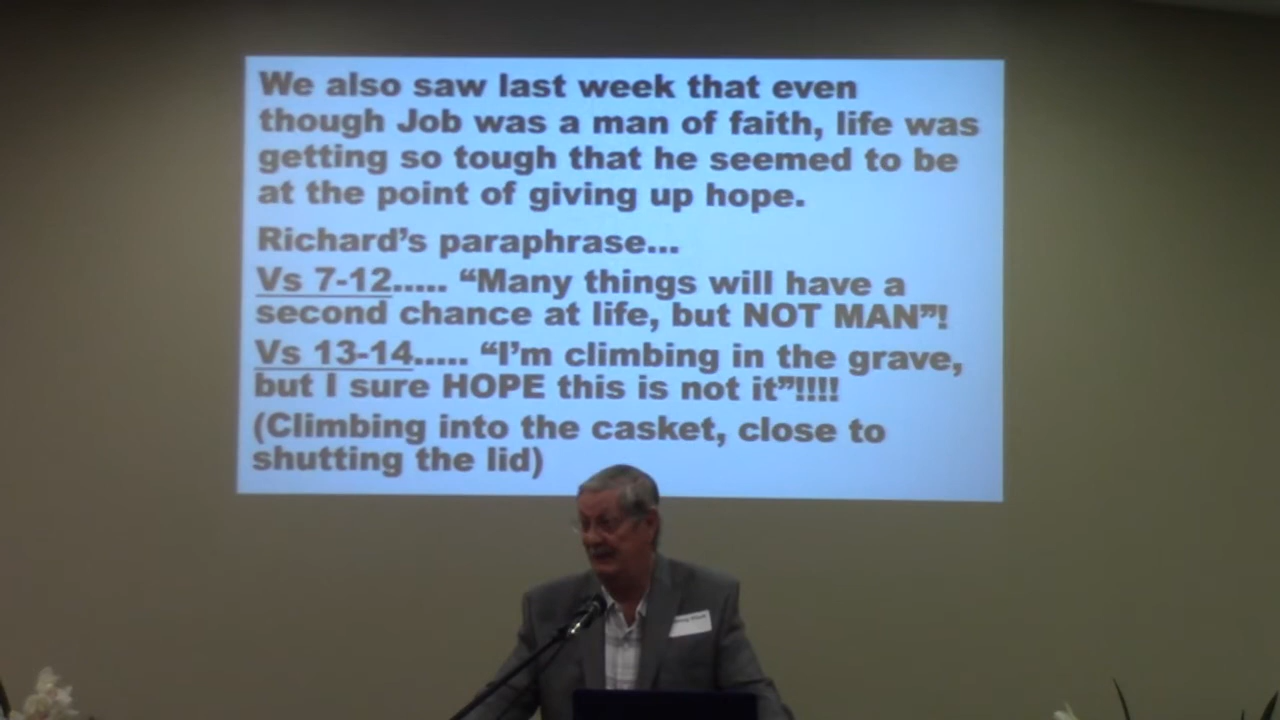 We also saw last week that even
though Job was a man of faith, life was
getting so tough that he seemed to be
at the point of giving up hope.
Richard's paraphrase...
Vs 7-12..... “Many things will have a
second chance at life, but NOT MAN”!
Vs 13-14..... “I'm climbing in the grave,
but I sure HOPE this is not it”!!!!
(Climbing into the casket, close to
shutting the lid)